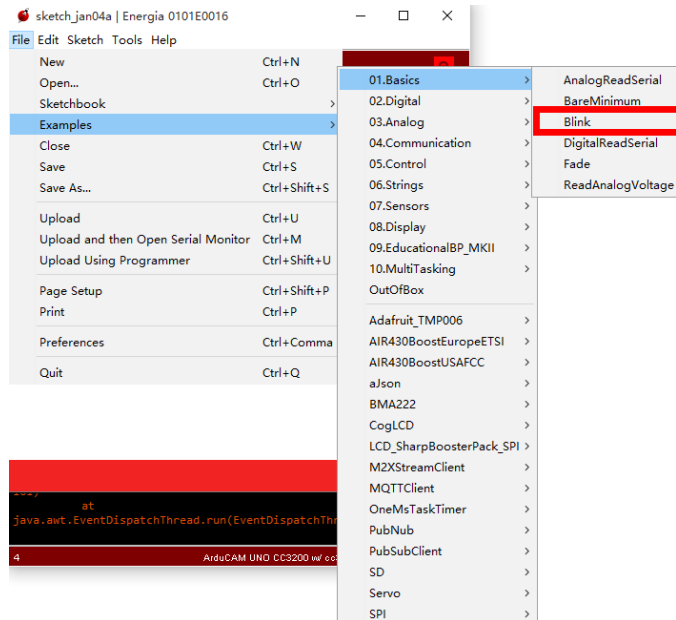 sketch_jan04a | Energia 0101E0016
File Edit Sketch Tools Help
New Ctrl+N
Open... Ctrl+O
Sketchbook >
Examples >
Close Ctrl+W
Save Ctrl+S
Save As... Ctrl+Shift+S
Upload Ctrl+U
Upload and then Open Serial Monitor Ctrl+M
Upload Using Programmer Ctrl+Shift+U
Page Setup Ctrl+Shift+P
Print Ctrl+P
Preferences Ctrl+Comma
Quit Ctrl+Q
01.Basics >
02.Digital >
03.Analog >
04.Communication >
05.Control >
06.Strings >
07.Sensors >
08.Display >
09.EducationalBP_MKII >
10.MultiTasking >
OutOfBox
Adafruit_TMP006 >
AIR430BoostEuropeETSI >
AIR430BoostUSAFCC >
aJson >
BMA222 >
CogLCD >
LCD_SharpBoosterPack_SPI >
M2XStreamClient >
MQTTClient >
OneMsTaskTimer >
PubNub >
PubSubClient >
SD >
Servo >
SPI >
AnalogReadSerial
BareMinimum
Blink
DigitalReadSerial
Fade
ReadAnalogVoltage
at
java.awt.EventDispatchThread.run(EventDispatchThr
4 ArduCAM UNO CC3200 w/ cc3